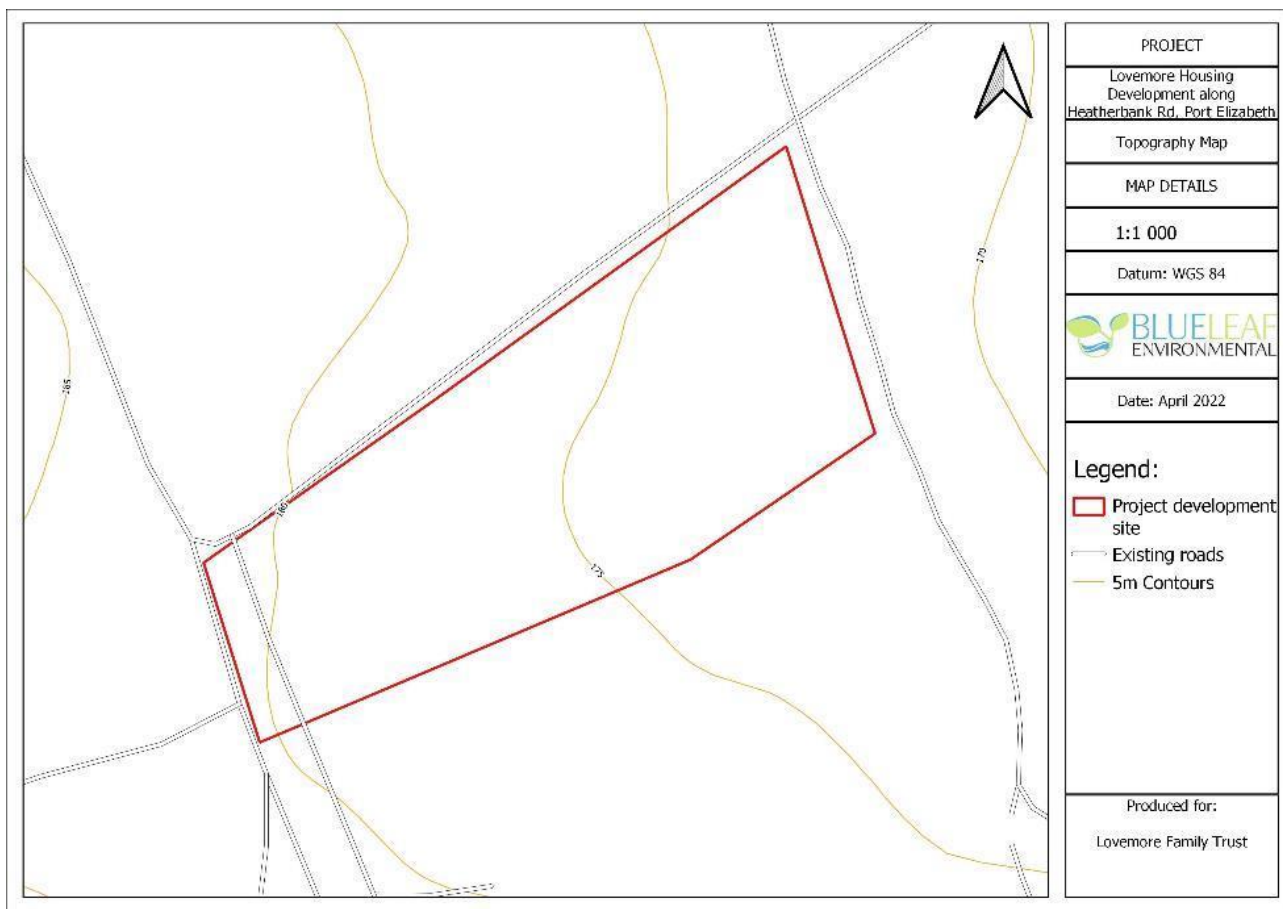 PROJECT
Lovemore Housing
Development along
Heatherbank Rd, Port Elizabeth
Topography Map
MAP DETAILS
1:1 000
Datum: WGS 84
BLUELEAF
ENVIRONMENTAL
Date: April 2022
Legend:
Project development
site
Existing roads
5m Contours
Produced for:
Lovemore Family Trust
185
180
175
170